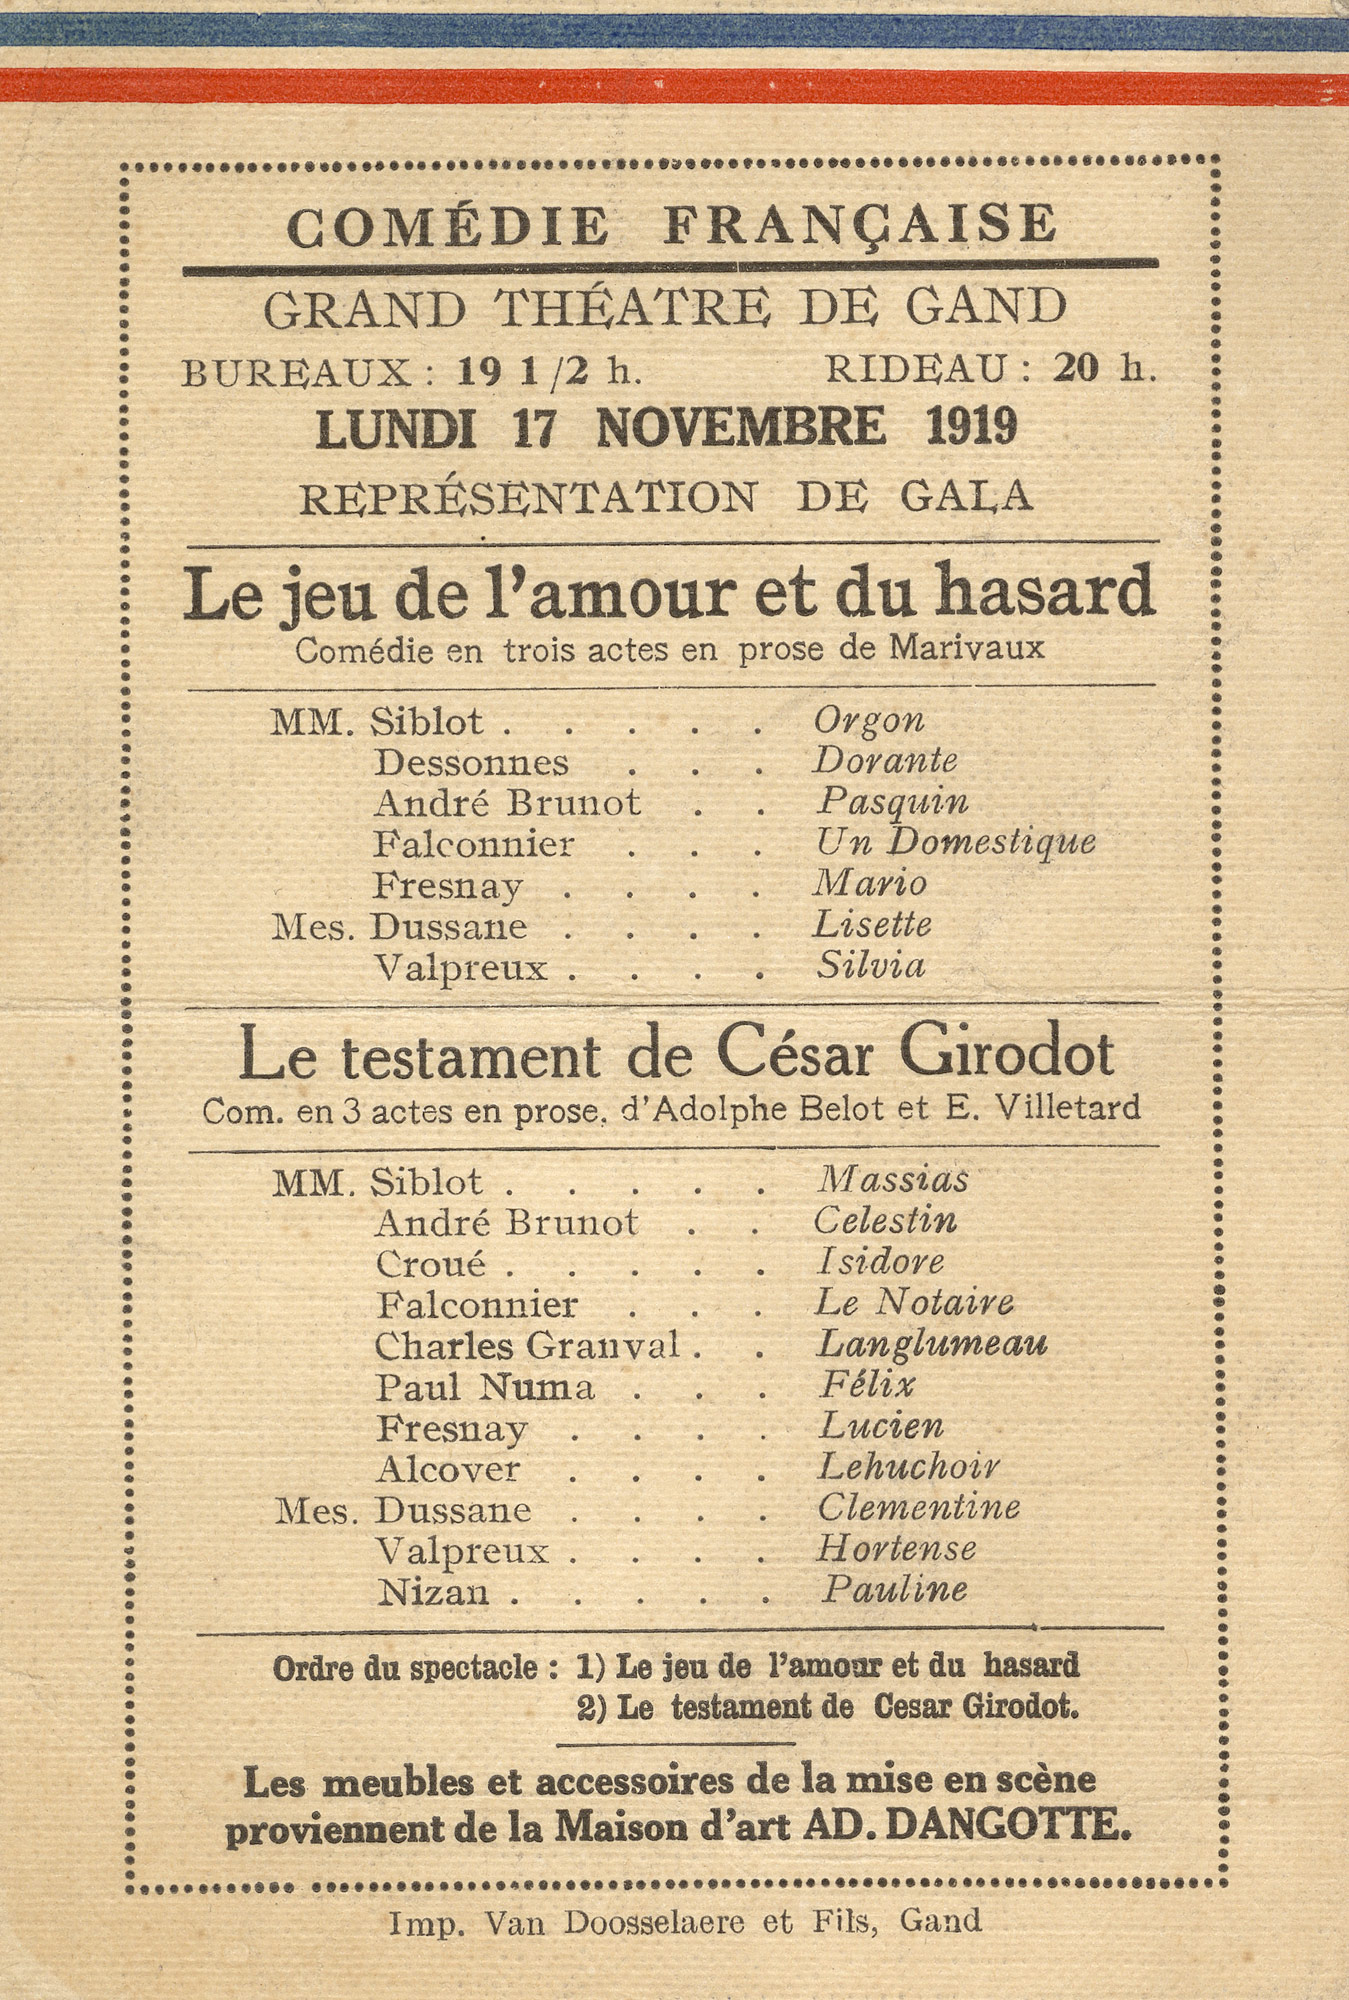 COMÉDIE FRANÇAISE
GRAND THÉATRE DE GAND
BUREAUX : 19 1/2 h. RIDEAU : 20 h.
LUNDI 17 NOVEMBRE 1919
REPRÉSENTATION DE GALA
Le jeu de l'amour et du hasard
Comédie en trois actes en prose de Marivaux
MM. Siblot . . . . . Orgon
Dessonnes . . . Dorante
André Brunot . . Pasquin
Falconnier . . . Un Domestique
Fresnay . . . . Mario
Mes. Dussane . . . . Lisette
Valpreux . . . . Silvia
Le testament de César Girodot
Com. en 3 actes en prose, d'Adolphe Belot et E. Villetard
MM. Siblot . . . . . Massias
André Brunot . . Celestin
Croué . . . . . Isidore
Falconnier . . . Le Notaire
Charles Granval . . Langlumeau
Paul Numa . . . Félix
Fresnay . . . . Lucien
Alcover . . . . Lehuchoir
Mes. Dussane . . . . Clementine
Valpreux . . . . Hortense
Nizan . . . . . Pauline
Ordre du spectacle : 1) Le jeu de l'amour et du hasard
2) Le testament de Cesar Girodot.
Les meubles et accessoires de la mise en scène
proviennent de la Maison d'art AD. DANGOTTE.
Imp. Van Doosselaere et Fils, Gand